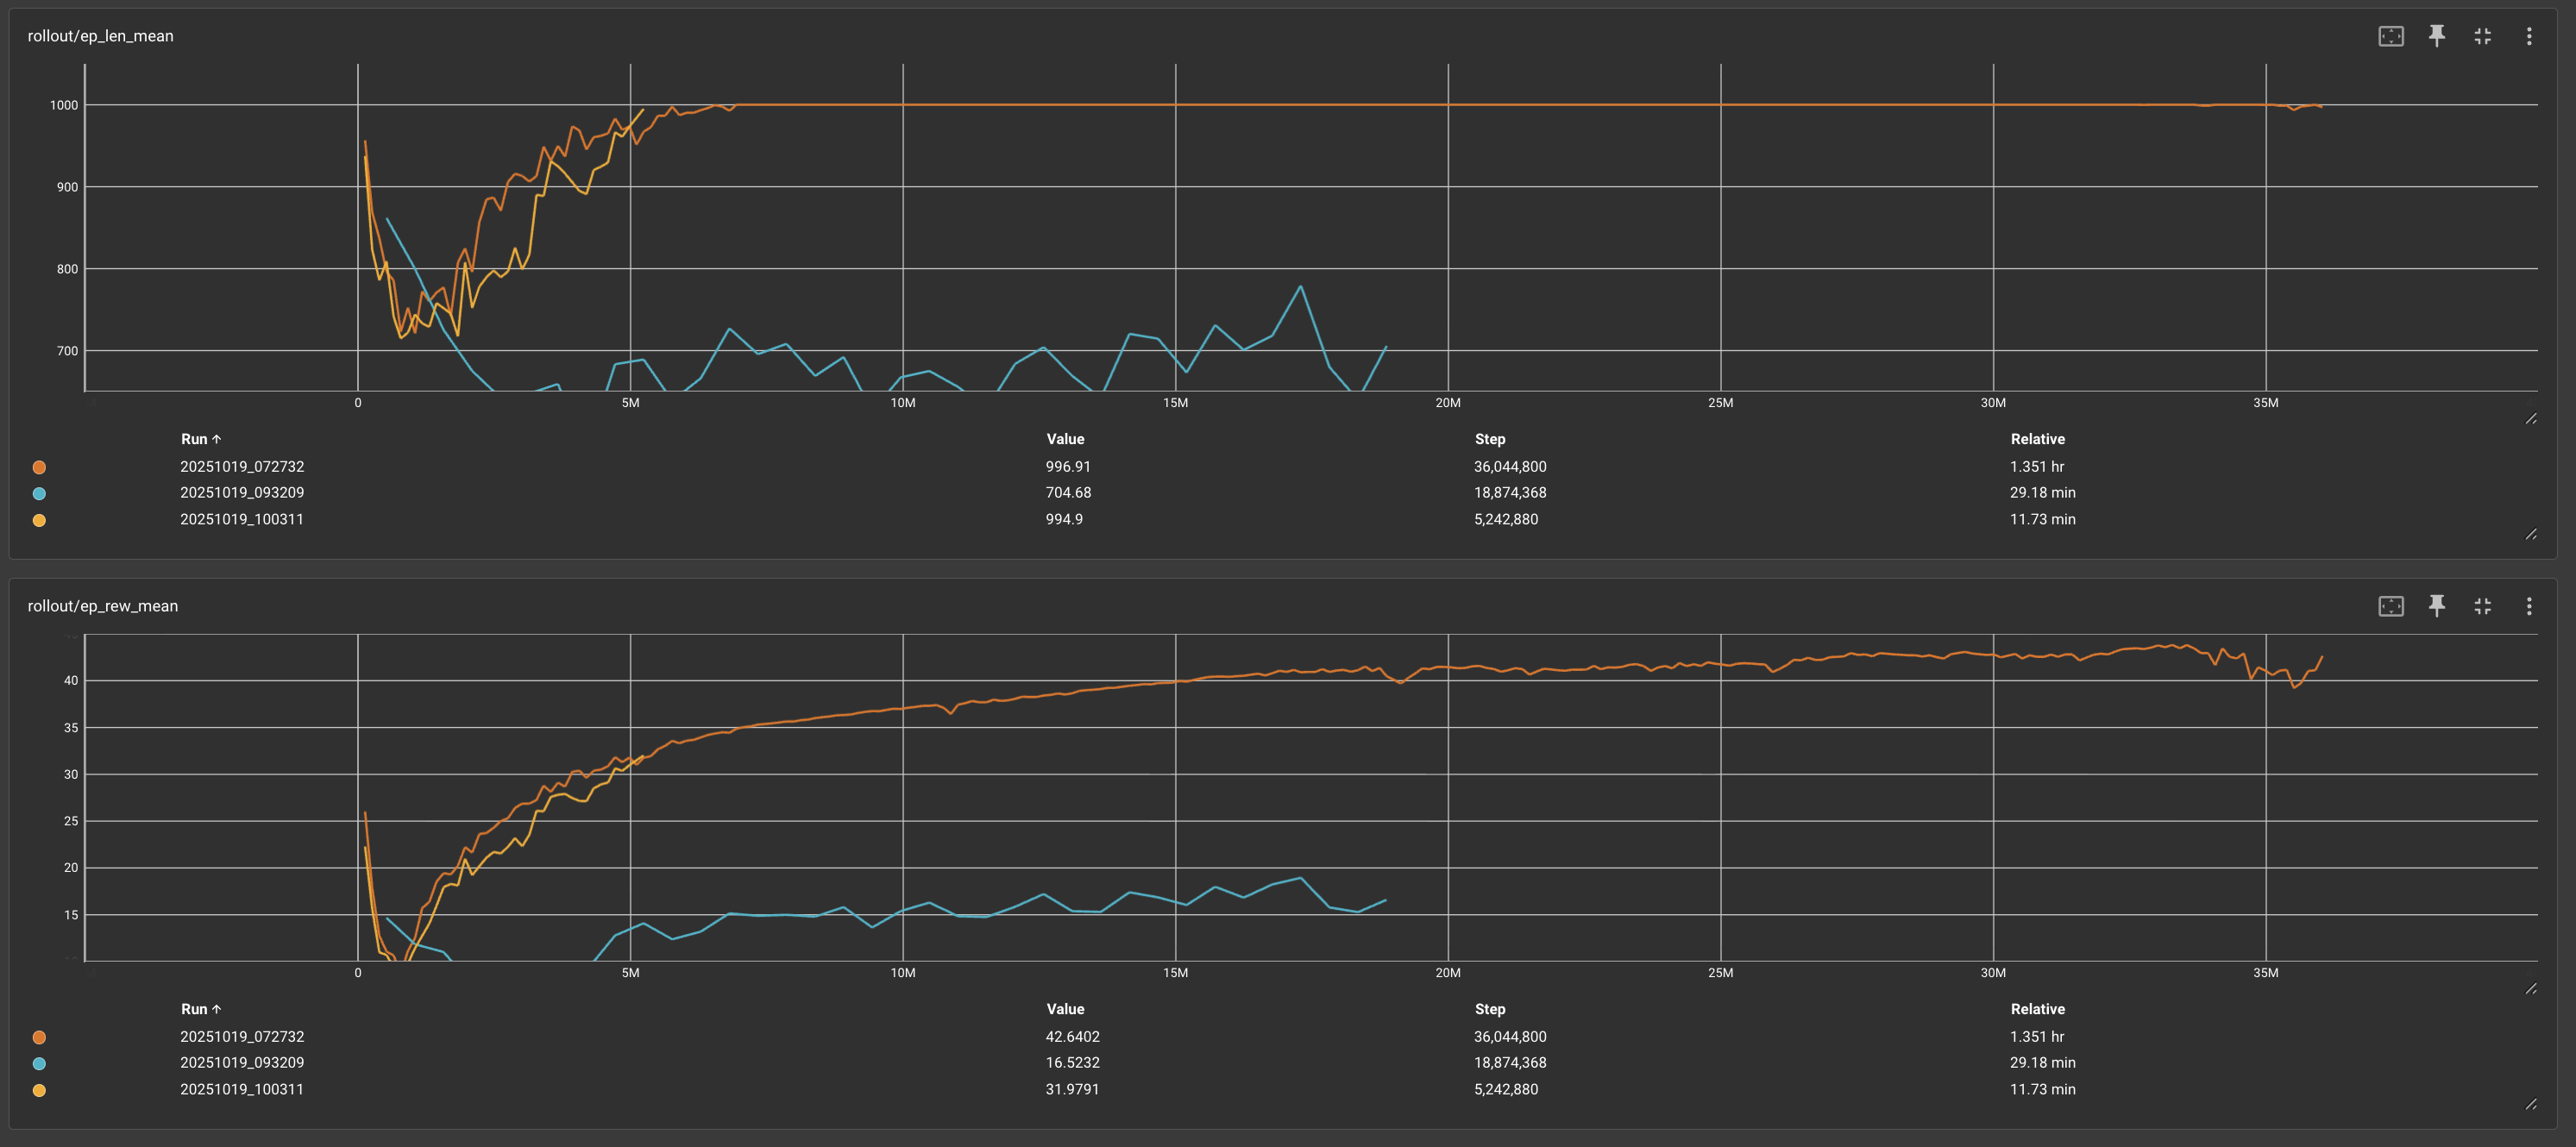 rollout/ep_len_mean
1000
900
800
700
0 5M 10M 15M 20M 25M 30M 35M
Run ↑ Value Step Relative
20251019_072732 996.91 36,044,800 1.351 hr
20251019_093209 704.68 18,874,368 29.18 min
20251019_100311 994.9 5,242,880 11.73 min
rollout/ep_rew_mean
40
35
30
25
20
15
0 5M 10M 15M 20M 25M 30M 35M
Run ↑ Value Step Relative
20251019_072732 42.6402 36,044,800 1.351 hr
20251019_093209 16.5232 18,874,368 29.18 min
20251019_100311 31.9791 5,242,880 11.73 min